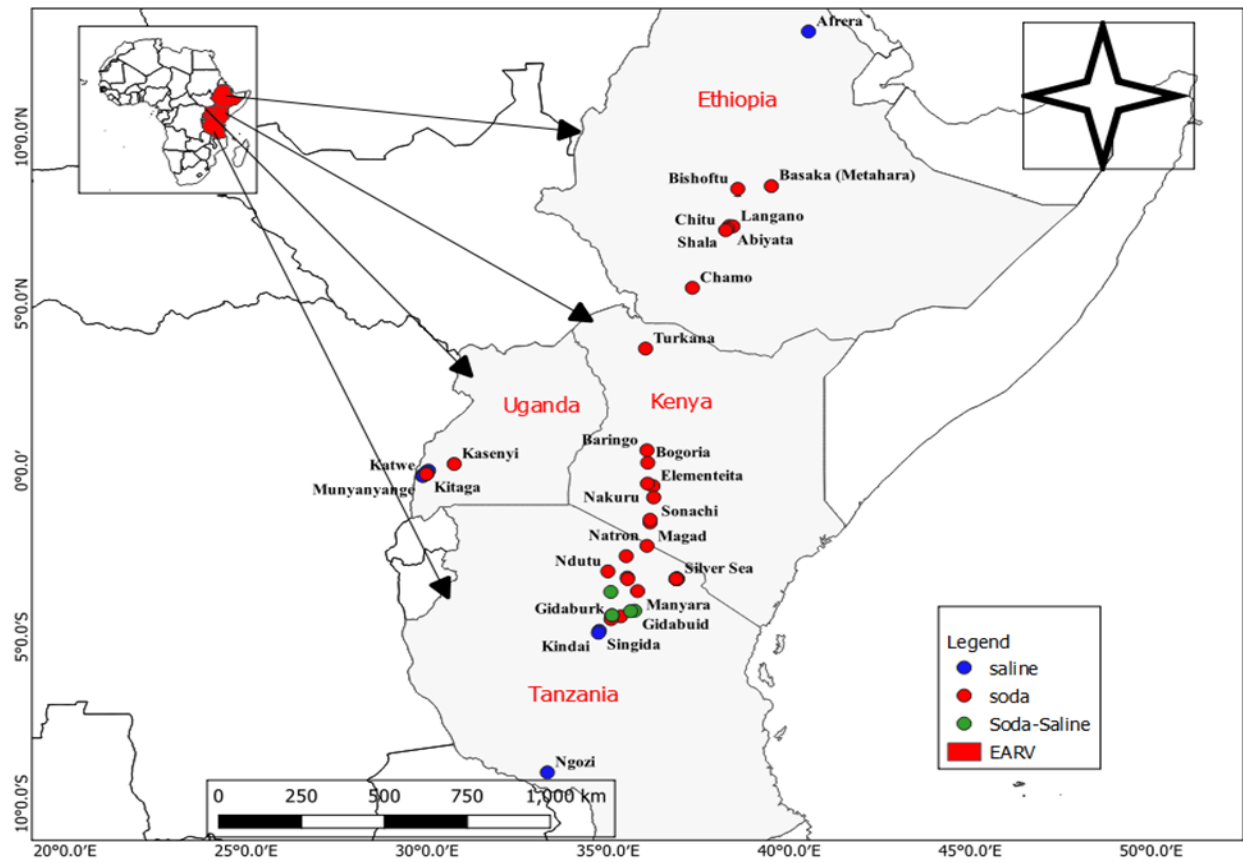 Afrera
Ethiopia
10°0.0'N
Bishoftu
Basaka (Metahara)
Chitu
Langano
Shala
Abiyata
Chamo
5°0.0'N
Turkana
Uganda
Kenya
Baringo
Bogoria
Katwe
Kasenyi
0°0.0'
Elementeita
Munyanyange
Kitaga
Nakuru
Sonachi
Natron
Magad
Ndutu
Silver Sea
Gidaburk
Manyara
Gidabuid
5°0.0'S
Kindai
Singida
Tanzania
Legend
saline
soda
Soda-Saline
EARV
Ngozi
10°0.0'S
0 250 500 750 1,000 km
20°0.0'E 25°0.0'E 30°0.0'E 35°0.0'E 40°0.0'E 45°0.0'E 50°0.0'E